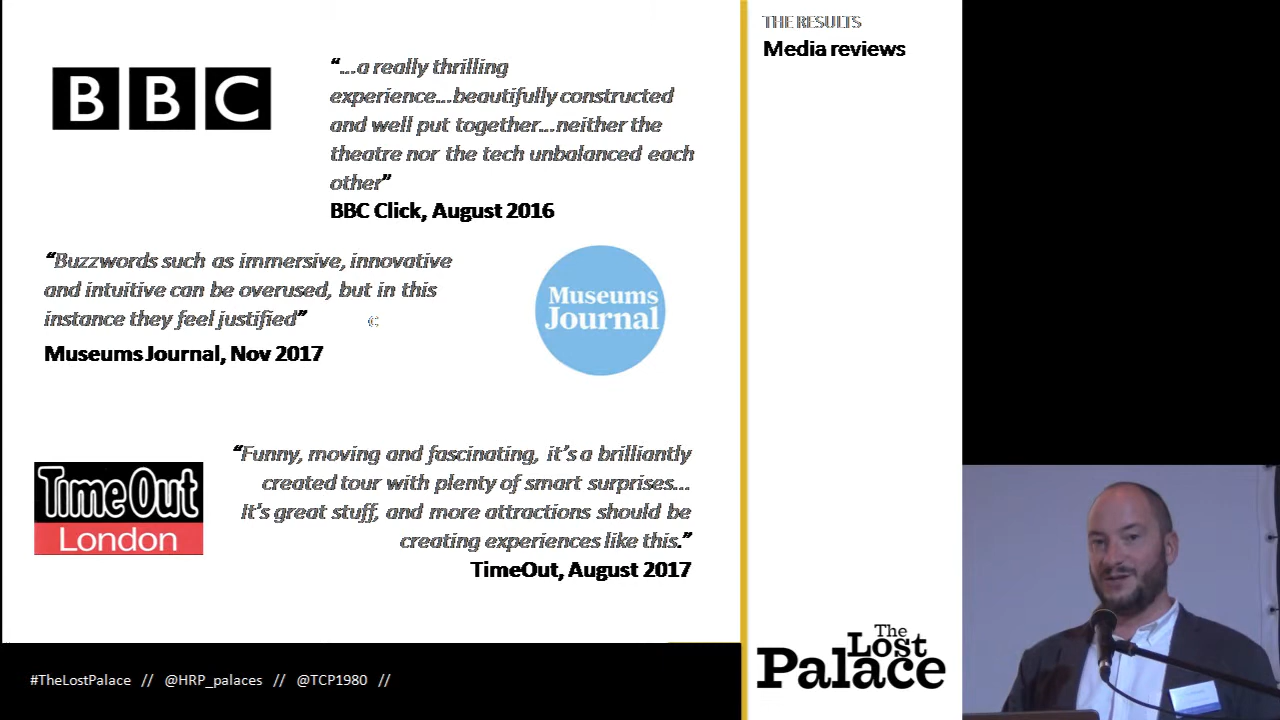 BBC
“...a really thrilling
experience...beautifully constructed
and well put together...neither the
theatre nor the tech unbalanced each
other”
BBC Click, August 2016
“Buzzwords such as immersive, innovative
and intuitive can be overused, but in this
instance they feel justified”
Museums Journal, Nov 2017
Museums
Journal
TimeOut
London
“Funny, moving and fascinating, it’s a brilliantly
created tour with plenty of smart surprises...
It’s great stuff, and more attractions should be
creating experiences like this.”
TimeOut, August 2017
#TheLostPalace // @HRP_palaces // @TCP1980 //
THE RESULTS
Media reviews
The
Lost
Palace